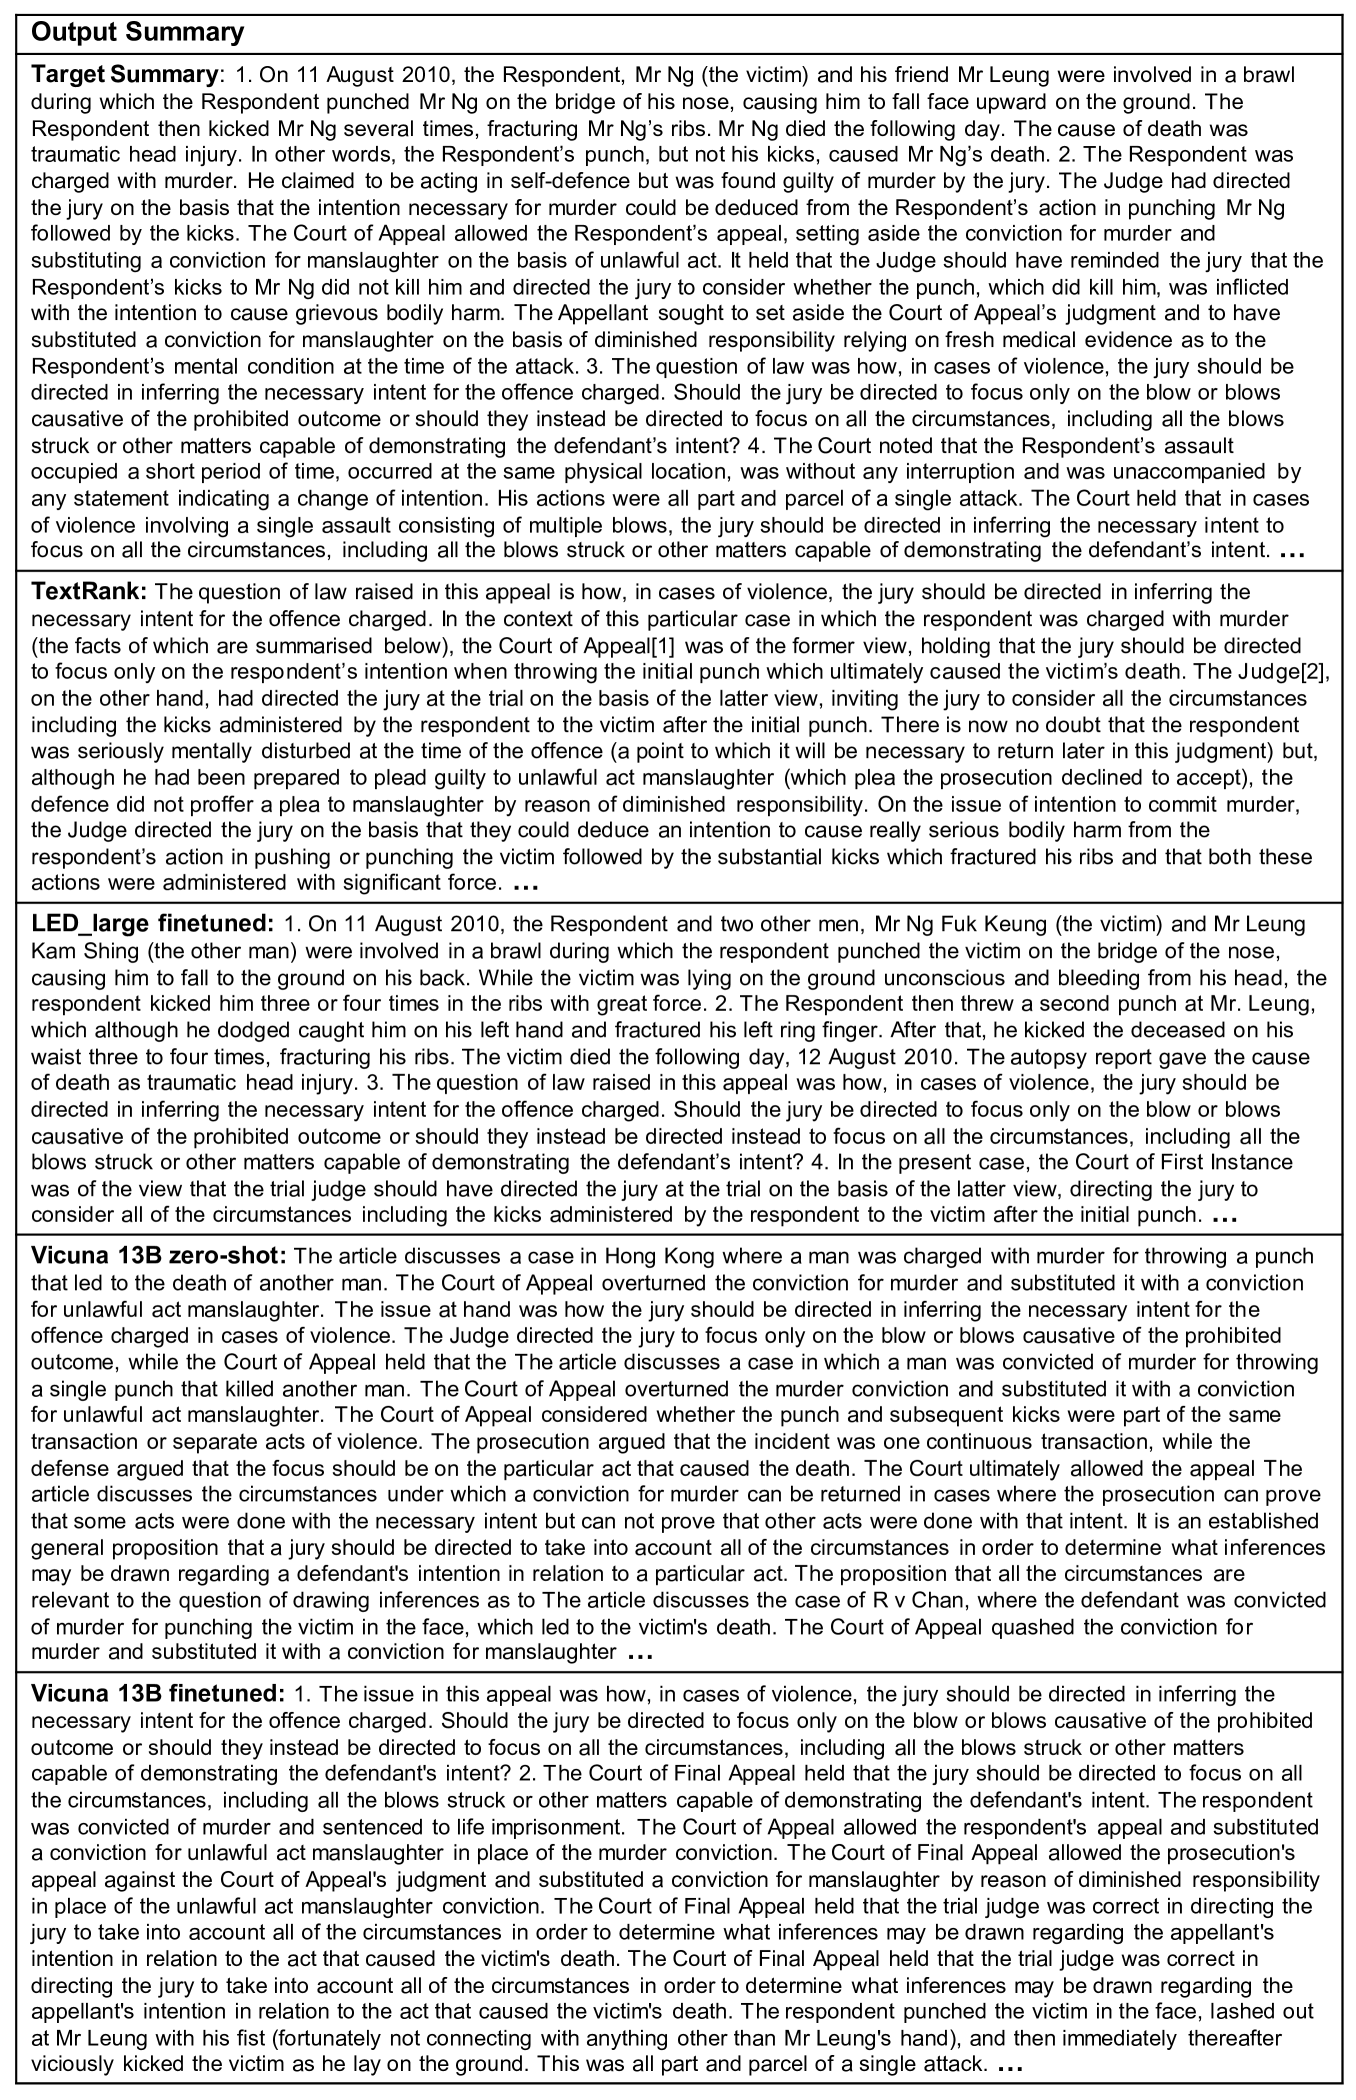 Output Summary
Target Summary: 1. On 11 August 2010, the Respondent, Mr Ng (the victim) and his friend Mr Leung were involved in a brawl
during which the Respondent punched Mr Ng on the bridge of his nose, causing him to fall face upward on the ground. The
Respondent then kicked Mr Ng several times, fracturing Mr Ng’s ribs. Mr Ng died the following day. The cause of death was
traumatic head injury. In other words, the Respondent’s punch, but not his kicks, caused Mr Ng’s death. 2. The Respondent was
charged with murder. He claimed to be acting in self-defence but was found guilty of murder by the jury. The Judge had directed
the jury on the basis that the intention necessary for murder could be deduced from the Respondent’s action in punching Mr Ng
followed by the kicks. The Court of Appeal allowed the Respondent’s appeal, setting aside the conviction for murder and
substituting a conviction for manslaughter on the basis of unlawful act. It held that the Judge should have reminded the jury that the
Respondent’s kicks to Mr Ng did not kill him and directed the jury to consider whether the punch, which did kill him, was inflicted
with the intention to cause grievous bodily harm. The Appellant sought to set aside the Court of Appeal’s judgment and to have
substituted a conviction for manslaughter on the basis of diminished responsibility relying on fresh medical evidence as to the
Respondent’s mental condition at the time of the attack. 3. The question of law was how, in cases of violence, the jury should be
directed in inferring the necessary intent for the offence charged. Should the jury be directed to focus only on the blow or blows
causative of the prohibited outcome or should they instead be directed to focus on all the circumstances, including all the blows
struck or other matters capable of demonstrating the defendant’s intent? 4. The Court noted that the Respondent’s assault
occupied a short period of time, occurred at the same physical location, was without any interruption and was unaccompanied by
any statement indicating a change of intention. His actions were all part and parcel of a single attack. The Court held that in cases
of violence involving a single assault consisting of multiple blows, the jury should be directed in inferring the necessary intent to
focus on all the circumstances, including all the blows struck or other matters capable of demonstrating the defendant’s intent. ...
TextRank: The question of law raised in this appeal is how, in cases of violence, the jury should be directed in inferring the
necessary intent for the offence charged. In the context of this particular case in which the respondent was charged with murder
(the facts of which are summarised below), the Court of Appeal[1] was of the former view, holding that the jury should be directed
to focus only on the respondent’s intention when throwing the initial punch which ultimately caused the victim’s death. The Judge[2],
on the other hand, had directed the jury at the trial on the basis of the latter view, inviting the jury to consider all the circumstances
including the kicks administered by the respondent to the victim after the initial punch. There is now no doubt that the respondent
was seriously mentally disturbed at the time of the offence (a point to which it will be necessary to return later in this judgment) but,
although he had been prepared to plead guilty to unlawful act manslaughter (which plea the prosecution declined to accept), the
defence did not proffer a plea to manslaughter by reason of diminished responsibility. On the issue of intention to commit murder,
the Judge directed the jury on the basis that they could deduce an intention to cause really serious bodily harm from the
respondent’s action in pushing or punching the victim followed by the substantial kicks which fractured his ribs and that both these
actions were administered with significant force. ...
LED_large finetuned: 1. On 11 August 2010, the Respondent and two other men, Mr Ng Fuk Keung (the victim) and Mr Leung
Kam Shing (the other man) were involved in a brawl during which the respondent punched the victim on the bridge of the nose,
causing him to fall to the ground on his back. While the victim was lying on the ground unconscious and bleeding from his head, the
respondent kicked him three or four times in the ribs with great force. 2. The Respondent then threw a second punch at Mr. Leung,
which although he dodged caught him on his left hand and fractured his left ring finger. After that, he kicked the deceased on his
waist three to four times, fracturing his ribs. The victim died the following day, 12 August 2010. The autopsy report gave the cause
of death as traumatic head injury. 3. The question of law raised in this appeal was how, in cases of violence, the jury should be
directed in inferring the necessary intent for the offence charged. Should the jury be directed to focus only on the blow or blows
causative of the prohibited outcome or should they instead be directed instead to focus on all the circumstances, including all the
blows struck or other matters capable of demonstrating the defendant’s intent? 4. In the present case, the Court of First Instance
was of the view that the trial judge should have directed the jury at the trial on the basis of the latter view, directing the jury to
consider all of the circumstances including the kicks administered by the respondent to the victim after the initial punch. ...
Vicuna 13B zero-shot: The article discusses a case in Hong Kong where a man was charged with murder for throwing a punch
that led to the death of another man. The Court of Appeal overturned the conviction for murder and substituted it with a conviction
for unlawful act manslaughter. The issue at hand was how the jury should be directed in inferring the necessary intent for the
offence charged in cases of violence. The Judge directed the jury to focus only on the blow or blows causative of the prohibited
outcome, while the Court of Appeal held that the The article discusses a case in which a man was convicted of murder for throwing
a single punch that killed another man. The Court of Appeal overturned the murder conviction and substituted it with a conviction
for unlawful act manslaughter. The Court of Appeal considered whether the punch and subsequent kicks were part of the same
transaction or separate acts of violence. The prosecution argued that the incident was one continuous transaction, while the
defense argued that the focus should be on the particular act that caused the death. The Court ultimately allowed the appeal The
article discusses the circumstances under which a conviction for murder can be returned in cases where the prosecution can prove
that some acts were done with the necessary intent but can not prove that other acts were done with that intent. It is an established
general proposition that a jury should be directed to take into account all of the circumstances in order to determine what inferences
may be drawn regarding a defendant's intention in relation to a particular act. The proposition that all the circumstances are
relevant to the question of drawing inferences as to The article discusses the case of R v Chan, where the defendant was convicted
of murder for punching the victim in the face, which led to the victim's death. The Court of Appeal quashed the conviction for
murder and substituted it with a conviction for manslaughter ...
Vicuna 13B finetuned: 1. The issue in this appeal was how, in cases of violence, the jury should be directed in inferring the
necessary intent for the offence charged. Should the jury be directed to focus only on the blow or blows causative of the prohibited
outcome or should they instead be directed to focus on all the circumstances, including all the blows struck or other matters
capable of demonstrating the defendant's intent? 2. The Court of Final Appeal held that the jury should be directed to focus on all
the circumstances, including all the blows struck or other matters capable of demonstrating the defendant's intent. The respondent
was convicted of murder and sentenced to life imprisonment. The Court of Appeal allowed the respondent's appeal and substituted
a conviction for unlawful act manslaughter in place of the murder conviction. The Court of Final Appeal allowed the prosecution's
appeal against the Court of Appeal's judgment and substituted a conviction for manslaughter by reason of diminished responsibility
in place of the unlawful act manslaughter conviction. The Court of Final Appeal held that the trial judge was correct in directing the
jury to take into account all of the circumstances in order to determine what inferences may be drawn regarding the appellant's
intention in relation to the act that caused the victim's death. The Court of Final Appeal held that the trial judge was correct in
directing the jury to take into account all of the circumstances in order to determine what inferences may be drawn regarding the
appellant's intention in relation to the act that caused the victim's death. The respondent punched the victim in the face, lashed out
at Mr Leung with his fist (fortunately not connecting with anything other than Mr Leung's hand), and then immediately thereafter
viciously kicked the victim as he lay on the ground. This was all part and parcel of a single attack. ...